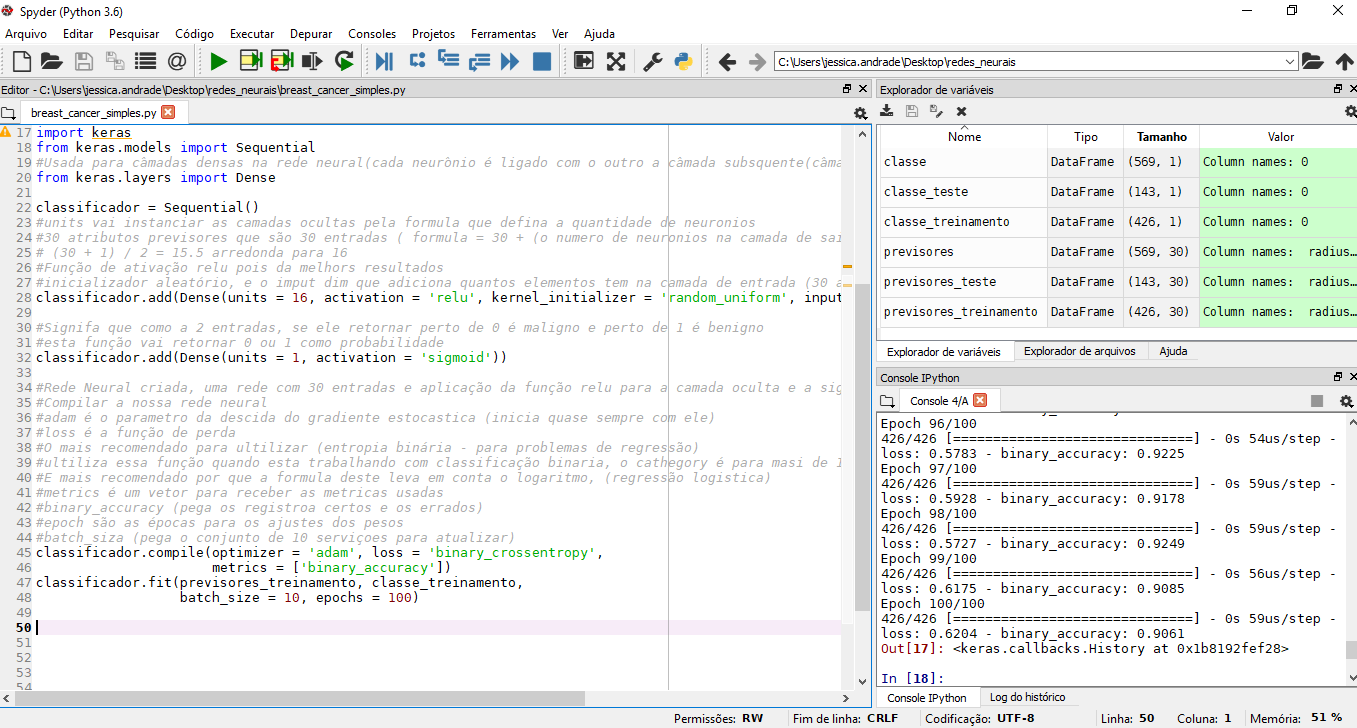 Spyder (Python 3.6)
Arquivo Editar Pesquisar Código Executar Depurar Consoles Projetos Ferramentas Ver Ajuda
C:\Users\jessica.andrade\Desktop\redes_neurais
Editor - C:\Users\jessica.andrade\Desktop\redes_neurais\breast_cancer_simples.py
breast_cancer_simples.py
17 import keras
18 from keras.models import Sequential
19 #Usada para câmadas densas na rede neural(cada neurônio é ligado com o outro a câmada subsquente(câma
20 from keras.layers import Dense
21
22 classificador = Sequential()
23 #units vai instanciar as camadas ocultas pela formula que defina a quantidade de neuronios
24 #30 atributos previsores que são 30 entradas ( formula = 30 + (o numero de neuronios na camada de sai
25 # (30 + 1) / 2 = 15.5 arredonda para 16
26 #Função de ativação relu pois da melhors resultados
27 #inicializador aleatório, e o imput dim que adiciona quantos elementos tem na camada de entrada (30 a
28 classificador.add(Dense(units = 16, activation = 'relu', kernel_initializer = 'random_uniform', input
29
30 #Signifa que como a 2 entradas, se ele retornar perto de 0 é maligno e perto de 1 é benigno
31 #esta função vai retornar 0 ou 1 como probabilidade
32 classificador.add(Dense(units = 1, activation = 'sigmoid'))
33
34 #Rede Neural criada, uma rede com 30 entradas e aplicação da função relu para a camada oculta e a sig
35 #Compilar a nossa rede neural
36 #adam é o parametro da descida do gradiente estocastica (inicia quase sempre com ele)
37 #loss é a função de perda
38 #O mais recomendado para ultilizar (entropia binária - para problemas de regressão)
39 #ultiliza essa função quando esta trabalhando com classificação binaria, o cathegory é para masi de 1
40 #E mais recomendado por que a formula deste leva em conta o logaritmo, (regressão logistica)
41 #metrics é um vetor para receber as metricas usadas
42 #binary_accuracy (pega os registroa certos e os errados)
43 #epoch são as épocas para os ajustes dos pesos
44 #batch_siza (pega o conjunto de 10 serviçoes para atualizar)
45 classificador.compile(optimizer = 'adam', loss = 'binary_crossentropy',
46 metrics = ['binary_accuracy'])
47 classificador.fit(previsores_treinamento, classe_treinamento,
48 batch_size = 10, epochs = 100)
49
50
51
52
53
54
Explorador de variáveis
Nome Tipo Tamanho Valor
classe DataFrame (569, 1) Column names: 0
classe_teste DataFrame (143, 1) Column names: 0
classe_treinamento DataFrame (426, 1) Column names: 0
previsores DataFrame (569, 30) Column names: radius…
previsores_teste DataFrame (143, 30) Column names: radius…
previsores_treinamento DataFrame (426, 30) Column names: radius…
Explorador de variáveis Explorador de arquivos Ajuda
Console IPython
Console 4/A
Epoch 96/100
426/426 [==============================] - 0s 54us/step -
loss: 0.5783 - binary_accuracy: 0.9225
Epoch 97/100
426/426 [==============================] - 0s 59us/step -
loss: 0.5928 - binary_accuracy: 0.9178
Epoch 98/100
426/426 [==============================] - 0s 59us/step -
loss: 0.5727 - binary_accuracy: 0.9249
Epoch 99/100
426/426 [==============================] - 0s 56us/step -
loss: 0.6175 - binary_accuracy: 0.9085
Epoch 100/100
426/426 [==============================] - 0s 59us/step -
loss: 0.6204 - binary_accuracy: 0.9061
Out[17]: <keras.callbacks.History at 0x1b8192fef28>
In [18]:
Console IPython Log do histórico
Permissões: RW Fim de linha: CRLF Codificação: UTF-8 Linha: 50 Coluna: 1 Memória: 51 %